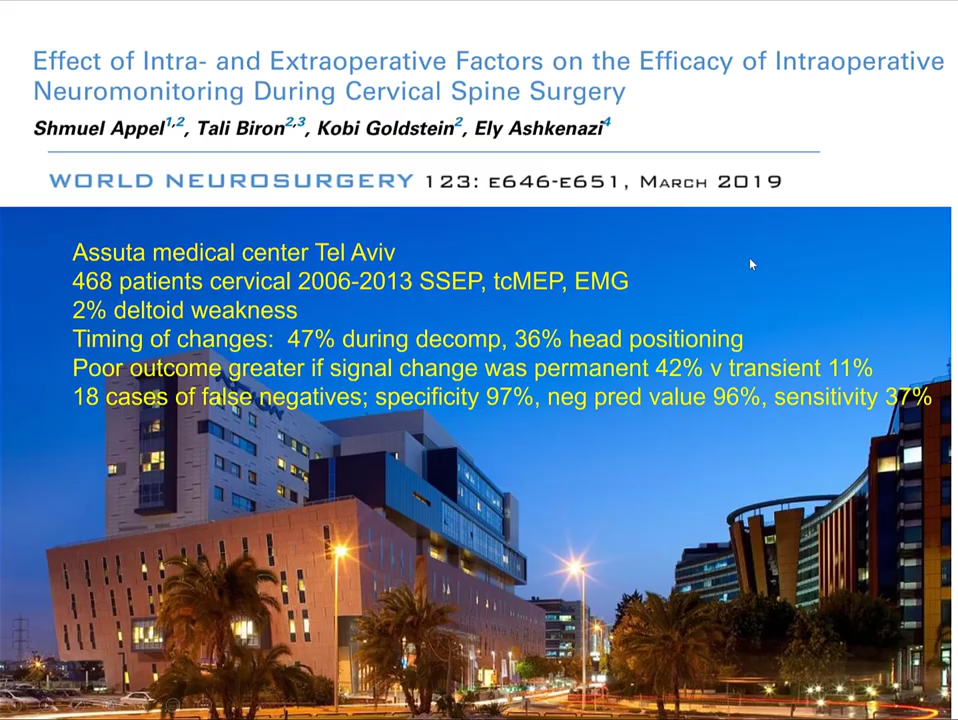 Effect of Intra- and Extraoperative Factors on the Efficacy of Intraoperative
Neuromonitoring During Cervical Spine Surgery
Shmuel Appel1,2, Tali Biron2,3, Kobi Goldstein2, Ely Ashkenazi4
WORLD NEUROSURGERY 123: E646-E651, MARCH 2019
Assuta medical center Tel Aviv
468 patients cervical 2006-2013 SSEP, tcMEP, EMG
2% deltoid weakness
Timing of changes: 47% during decomp, 36% head positioning
Poor outcome greater if signal change was permanent 42% v transient 11%
18 cases of false negatives; specificity 97%, neg pred value 96%, sensitivity 37%